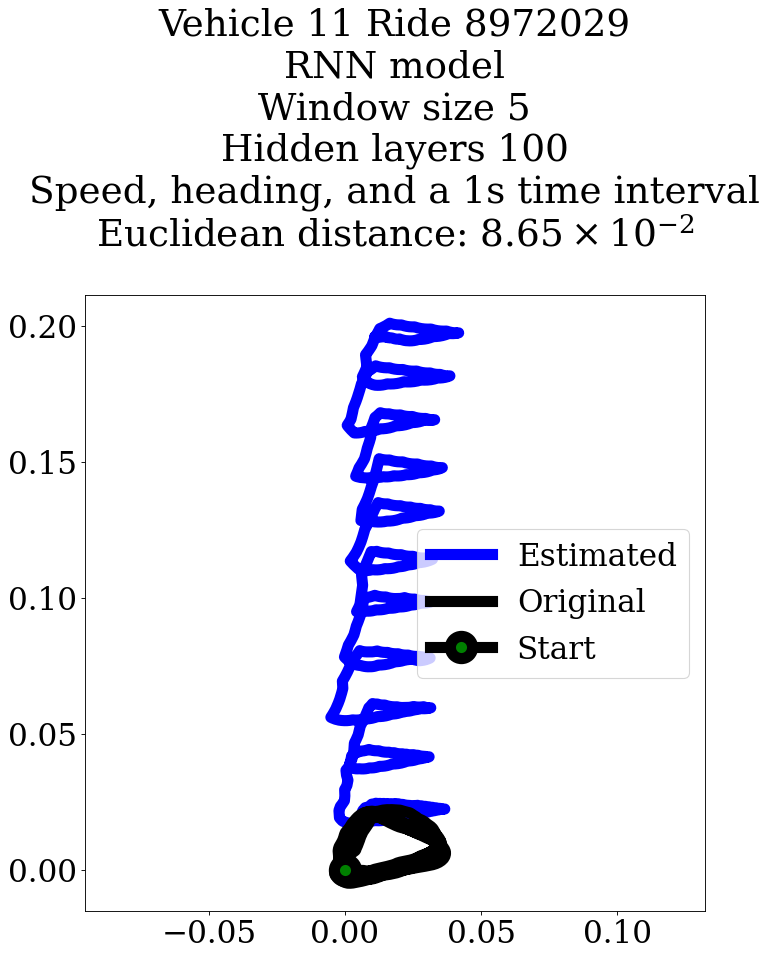 Vehicle 11 Ride 8972029
RNN model
Window size 5
Hidden layers 100
Speed, heading, and a 1s time interval
Euclidean distance: 8.65 × 10⁻²
0.20
0.15
0.10
0.05
0.00
Estimated
Original
Start
−0.05 0.00 0.05 0.10